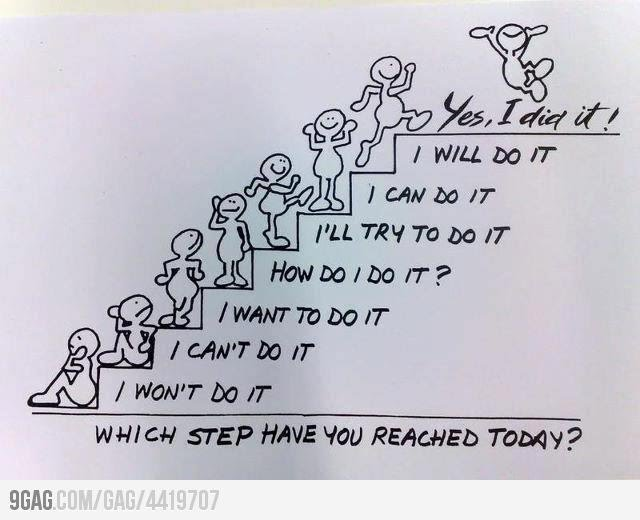 Yes, I did it!
I WILL DO IT
I CAN DO IT
I'LL TRY TO DO IT
HOW DO I DO IT?
I WANT TO DO IT
I CAN'T DO IT
I WON'T DO IT
WHICH STEP HAVE YOU REACHED TODAY?
9GAG.COM/GAG/4419707